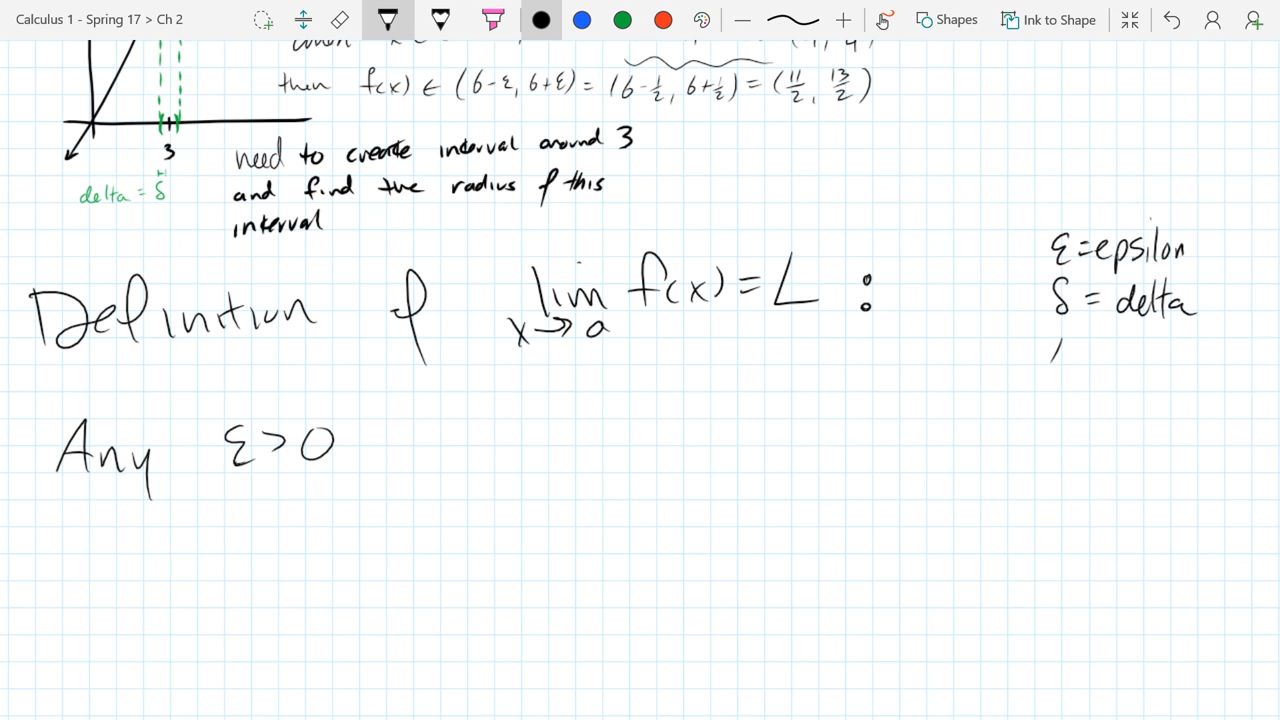 Calculus 1 - Spring 17 > Ch 2
Shapes
Ink to Shape
then f(x) ∈ (6-ε, 6+ε) = (6-1/2, 6+1/2) = (11/2, 13/2)
3
need to create interval around 3
delta = δ
and find the radius of this
interval
ε = epsilon
Definition of lim x→a f(x) = L :
δ = delta
Any ε>0